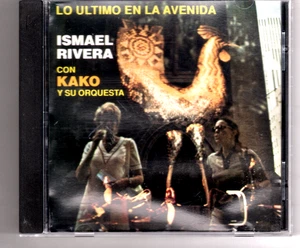 LO ULTIMO EN LA AVENIDA
ISMAEL
RIVERA
CON
KAKO
Y SU ORQUESTA